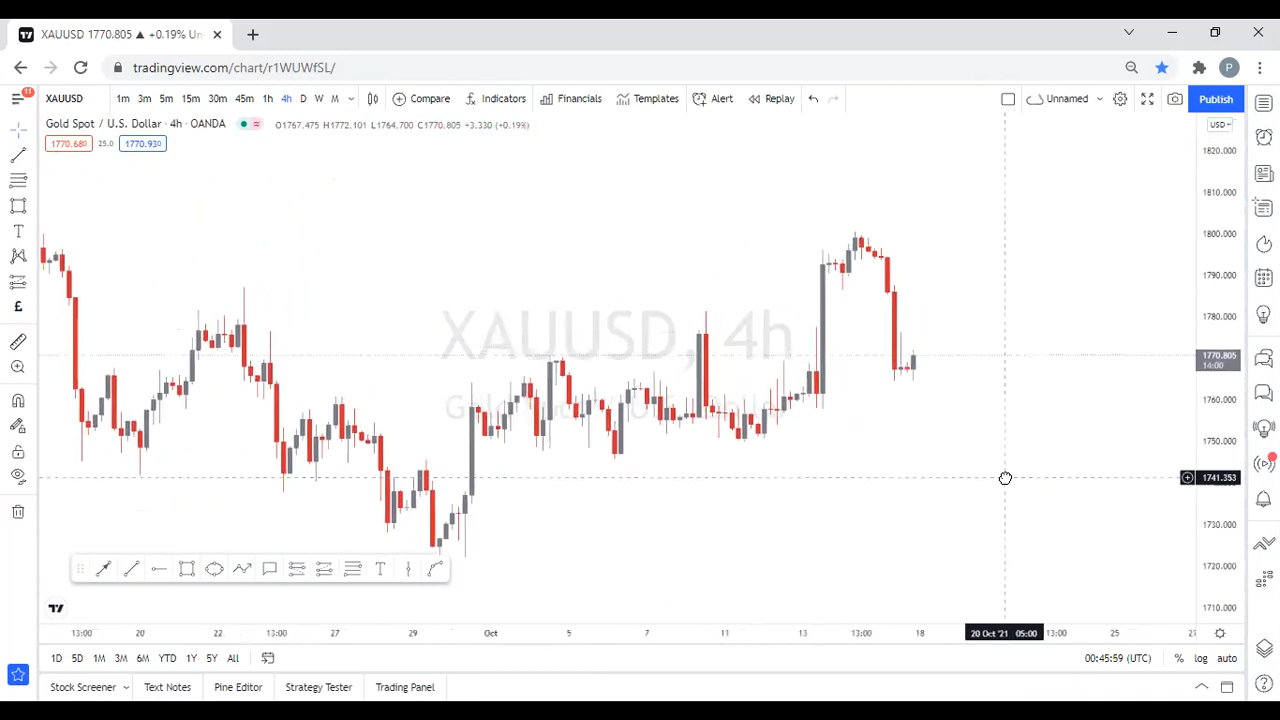 XAUUSD 1770.805 ▲ +0.19% Un
tradingview.com/chart/r1WUWfSL/
P
11
XAUUSD 1m 3m 5m 15m 30m 45m 1h 4h D W M Compare Indicators Financials Templates Alert Replay Unnamed Publish
Gold Spot / U.S. Dollar · 4h · OANDA O1767.475 H1772.101 L1764.700 C1770.805 +3.330 (+0.19%)
USD
1770.680 25.0 1770.930
1820.000
1810.000
1800.000
1790.000
1780.000
XAUUSD, 4h
1770.805
14:00
1760.000
1750.000
1741.353
1730.000
1720.000
1710.000
13:00 20 22 13:00 27 29 Oct 5 7 11 13 13:00 18 20 Oct '21 05:00 13:00 25
1D 5D 1M 3M 6M YTD 1Y 5Y All 00:45:59 (UTC) % log auto
Stock Screener Text Notes Pine Editor Strategy Tester Trading Panel